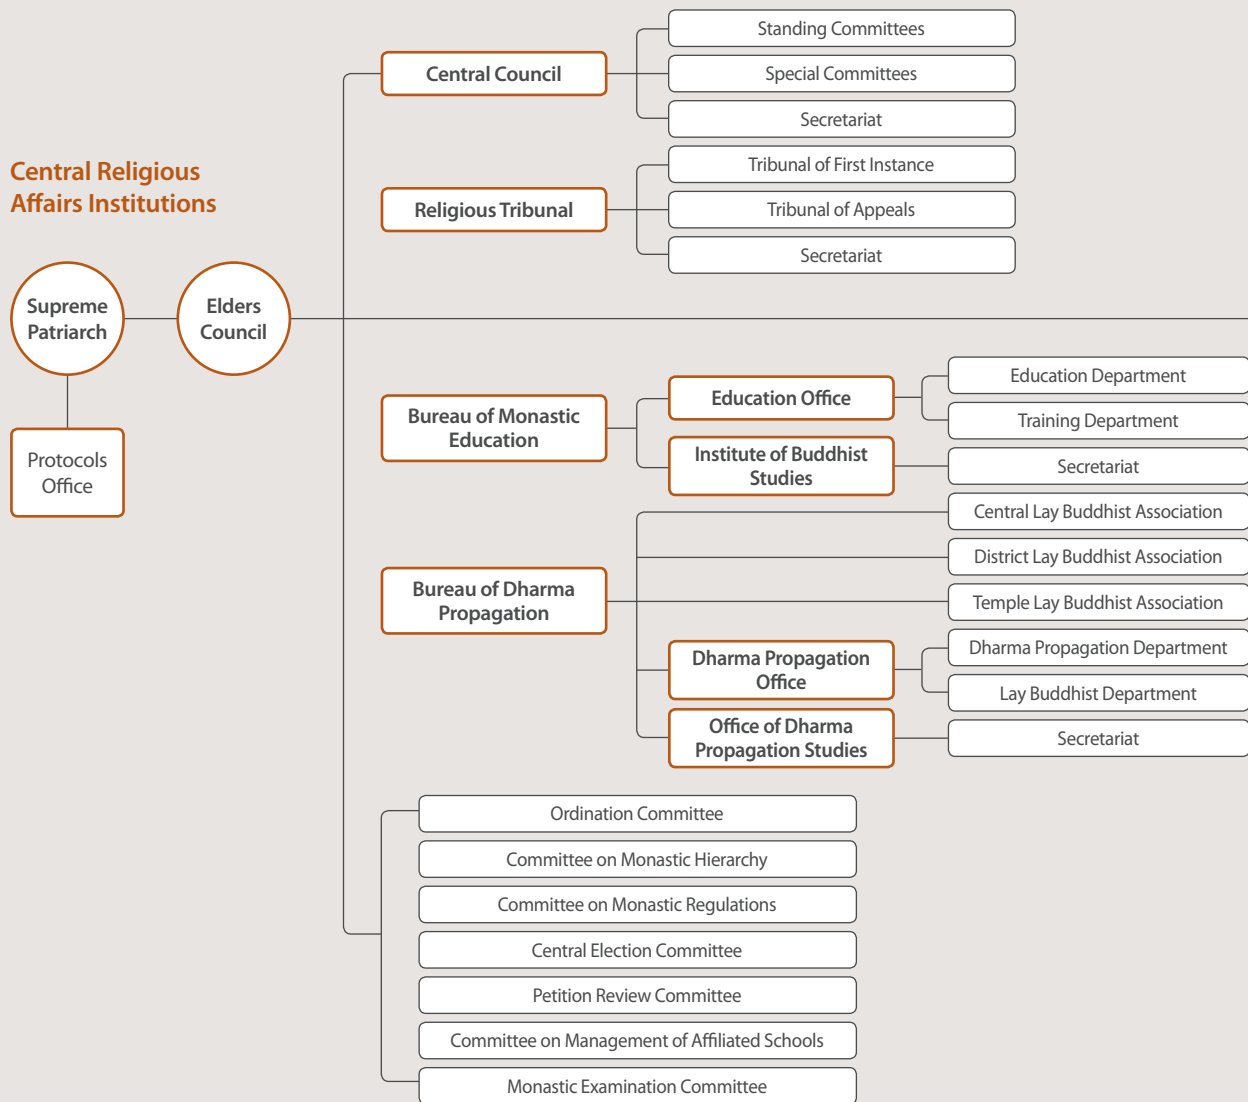 Central Religious
Affairs Institutions
Supreme
Patriarch
Elders
Council
Protocols
Office
Central Council
Standing Committees
Special Committees
Secretariat
Religious Tribunal
Tribunal of First Instance
Tribunal of Appeals
Secretariat
Bureau of Monastic
Education
Education Office
Education Department
Training Department
Institute of Buddhist
Studies
Secretariat
Bureau of Dharma
Propagation
Central Lay Buddhist Association
District Lay Buddhist Association
Temple Lay Buddhist Association
Dharma Propagation
Office
Dharma Propagation Department
Lay Buddhist Department
Office of Dharma
Propagation Studies
Secretariat
Ordination Committee
Committee on Monastic Hierarchy
Committee on Monastic Regulations
Central Election Committee
Petition Review Committee
Committee on Management of Affiliated Schools
Monastic Examination Committee